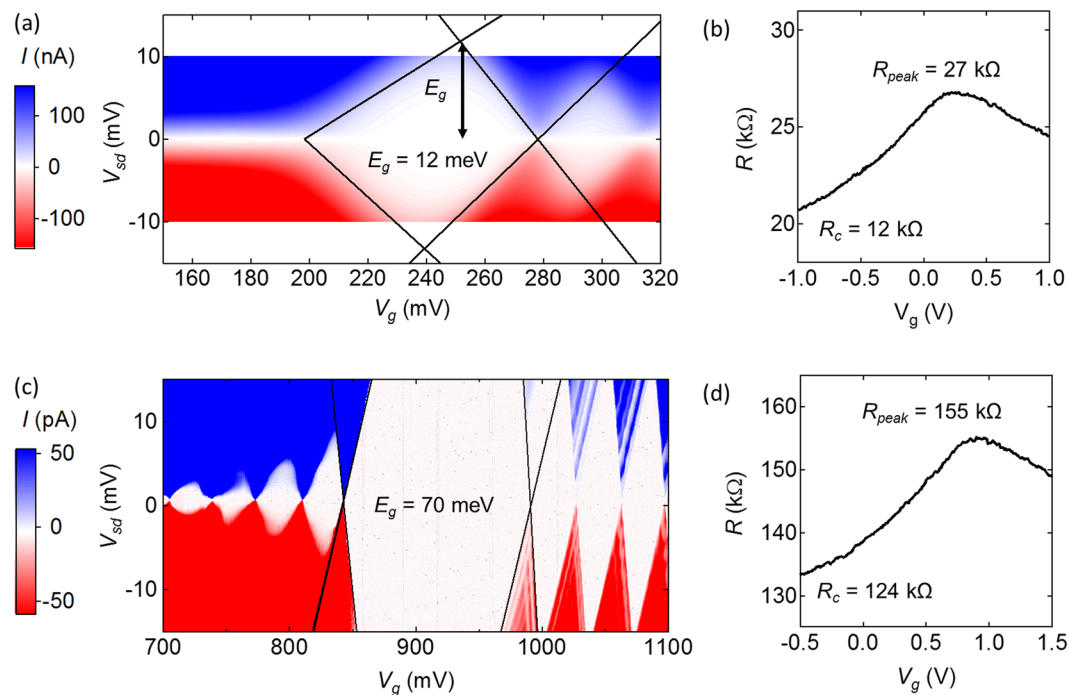 (a)
I (nA)
100
0
-100
V_sd (mV)
10
0
-10
E_g
E_g = 12 meV
160 180 200 220 240 260 280 300 320
V_g (mV)
(b)
R (kΩ)
30
25
20
R_peak = 27 kΩ
R_c = 12 kΩ
-1.0 -0.5 0.0 0.5 1.0
V_g (V)
(c)
I (pA)
50
0
-50
V_sd (mV)
10
0
-10
E_g = 70 meV
700 800 900 1000 1100
V_g (mV)
(d)
R (kΩ)
160
150
140
130
R_peak = 155 kΩ
R_c = 124 kΩ
-0.5 0.0 0.5 1.0 1.5
V_g (V)